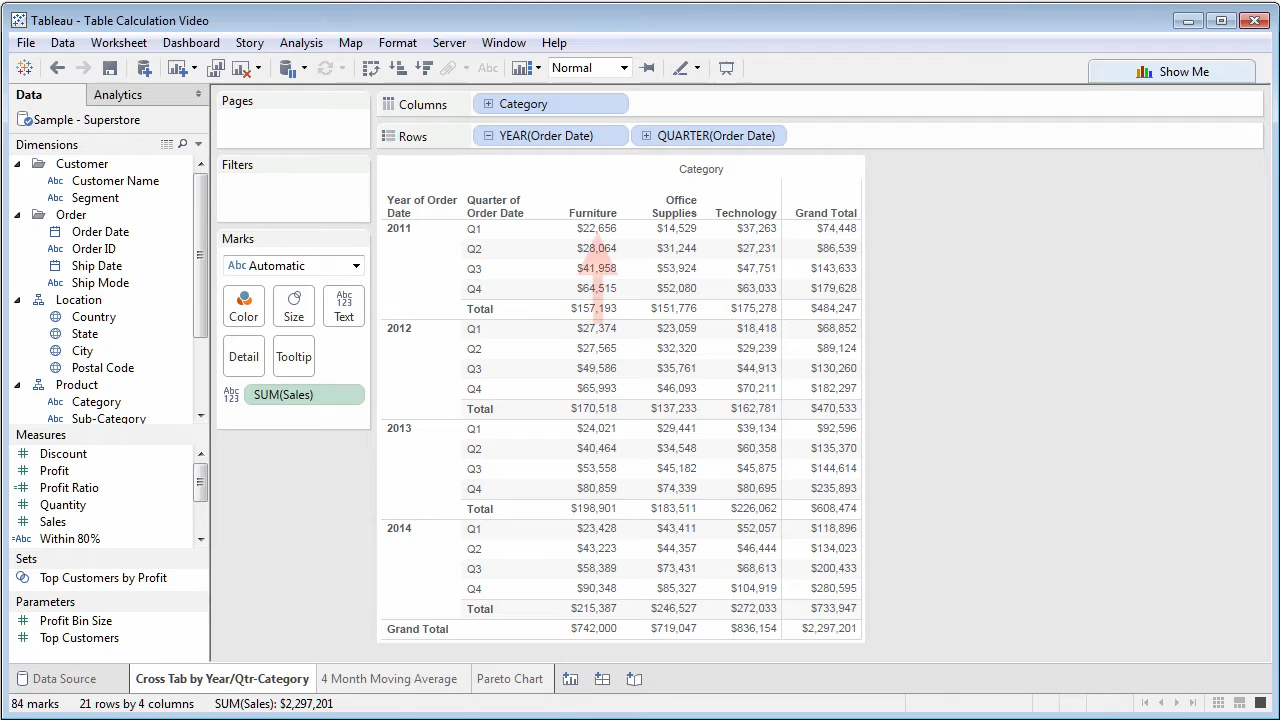 Tableau - Table Calculation Video
File Data Worksheet Dashboard Story Analysis Map Format Server Window Help
Abc Normal Show Me
Data Analytics
Sample - Superstore
Dimensions
Customer
Abc Customer Name
Abc Segment
Order
Order Date
Abc Order ID
Ship Date
Abc Ship Mode
Location
Country
State
City
Postal Code
Product
Abc Category
Abc Sub-Category
Measures
# Discount
# Profit
=# Profit Ratio
# Quantity
# Sales
=Abc Within 80%
Sets
Top Customers by Profit
Parameters
# Profit Bin Size
# Top Customers
Pages
Filters
Marks
Abc Automatic
Abc
123
Color Size Text
Detail Tooltip
Abc
123 SUM(Sales)
Columns Category
Rows YEAR(Order Date) QUARTER(Order Date)
Category
Year of Order Quarter of Office
Date Order Date Furniture Supplies Technology Grand Total
2011 Q1 $22,656 $14,529 $37,263 $74,448
Q2 $28,064 $31,244 $27,231 $86,539
Q3 $41,958 $53,924 $47,751 $143,633
Q4 $64,515 $52,080 $63,033 $179,628
Total $157,193 $151,776 $175,278 $484,247
2012 Q1 $27,374 $23,059 $18,418 $68,852
Q2 $27,565 $32,320 $29,239 $89,124
Q3 $49,586 $35,761 $44,913 $130,260
Q4 $65,993 $46,093 $70,211 $182,297
Total $170,518 $137,233 $162,781 $470,533
2013 Q1 $24,021 $29,441 $39,134 $92,596
Q2 $40,464 $34,548 $60,358 $135,370
Q3 $53,558 $45,182 $45,875 $144,614
Q4 $80,859 $74,339 $80,695 $235,893
Total $198,901 $183,511 $226,062 $608,474
2014 Q1 $23,428 $43,411 $52,057 $118,896
Q2 $43,223 $44,357 $46,444 $134,023
Q3 $58,389 $73,431 $68,613 $200,433
Q4 $90,348 $85,327 $104,919 $280,595
Total $215,387 $246,527 $272,033 $733,947
Grand Total $742,000 $719,047 $836,154 $2,297,201
Data Source Cross Tab by Year/Qtr-Category 4 Month Moving Average Pareto Chart
84 marks 21 rows by 4 columns SUM(Sales): $2,297,201